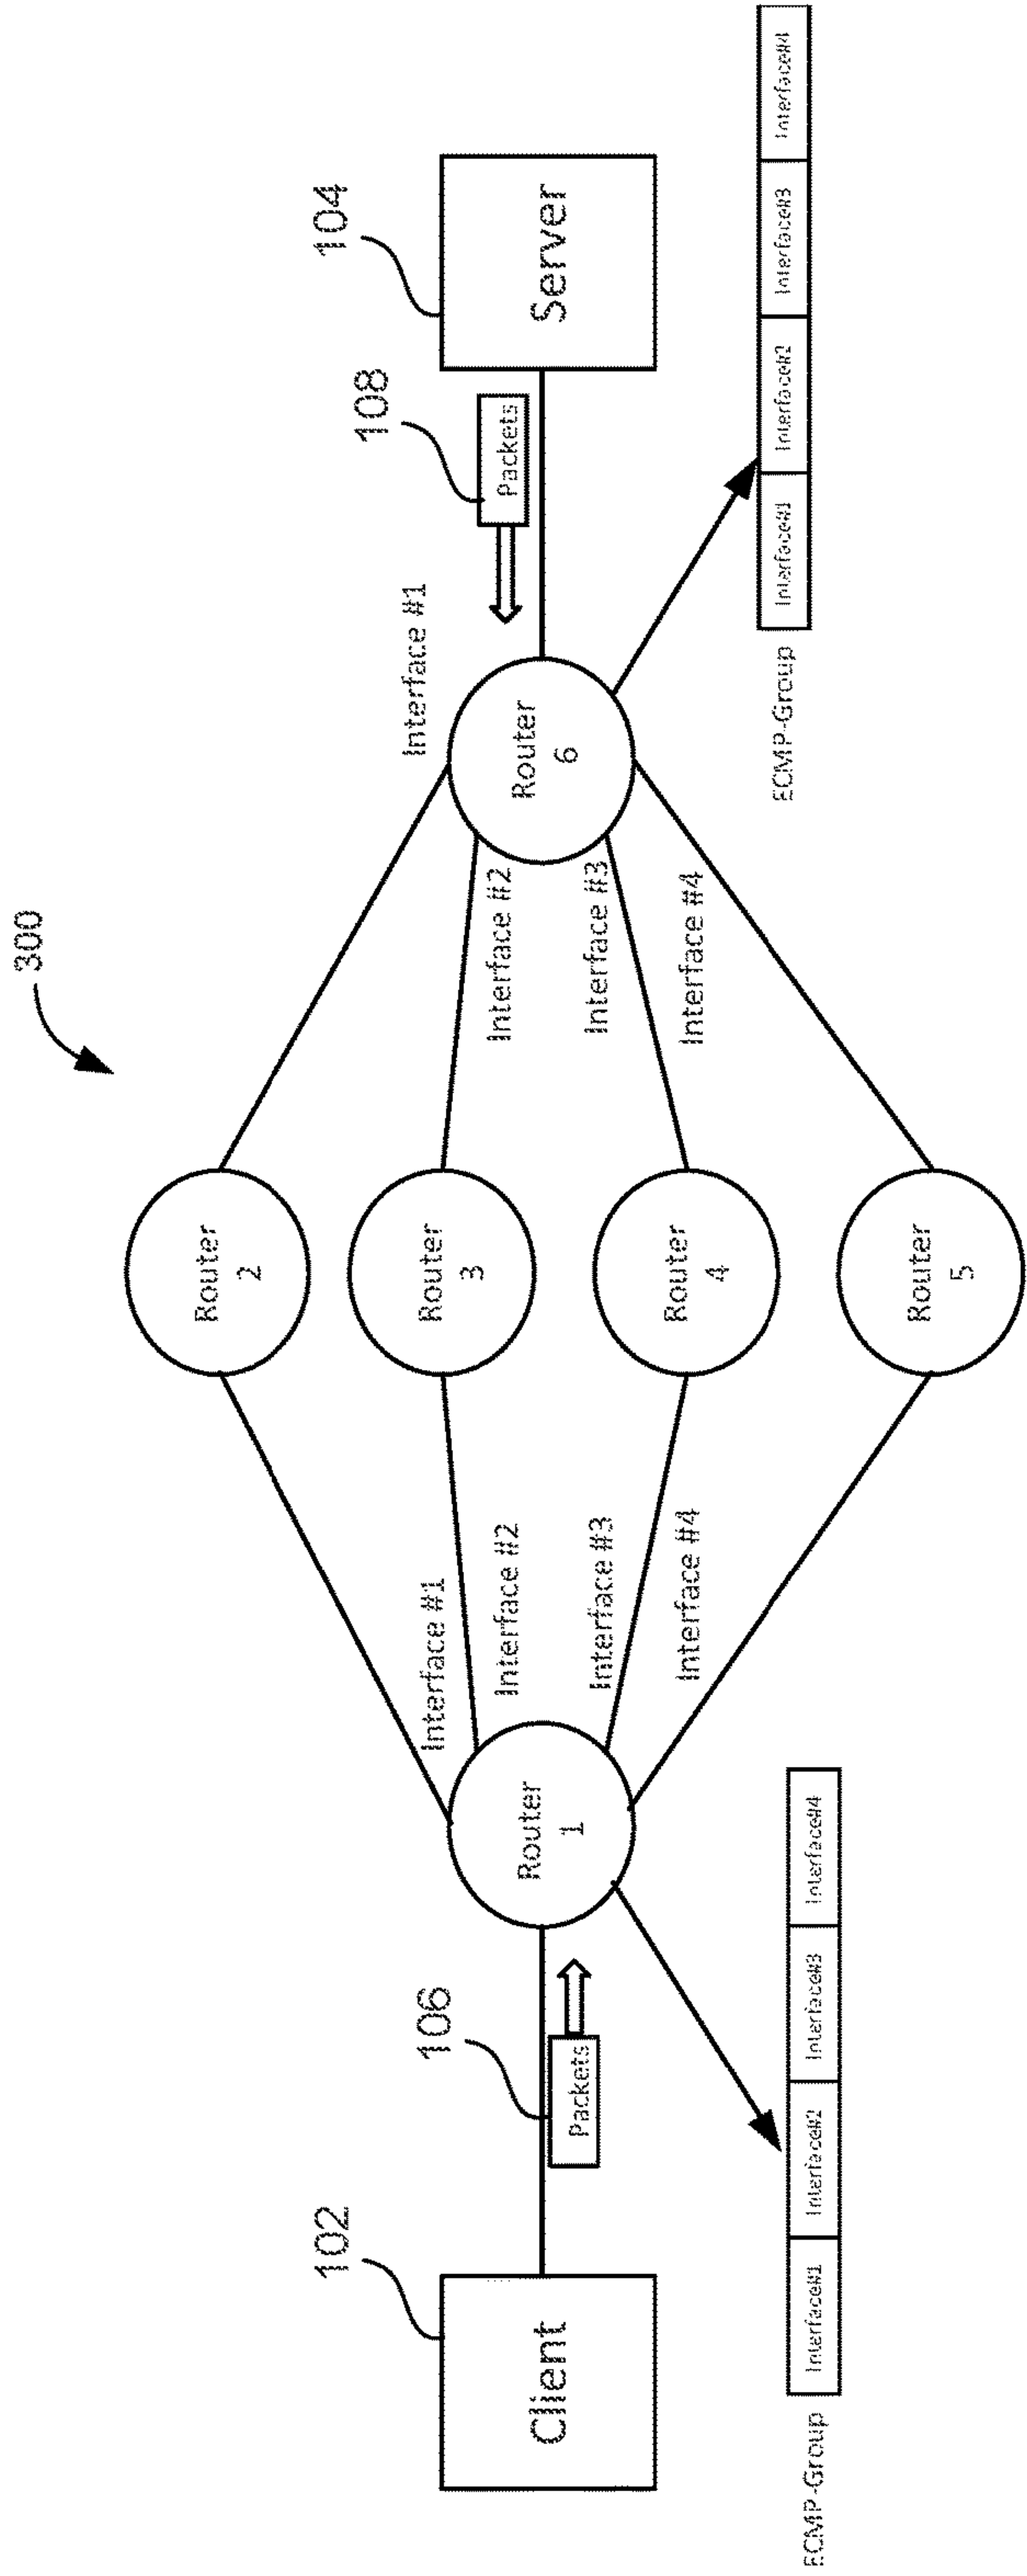 300
Router
2
Router
3
Router
4
Router
5
Interface #1
Interface #2
Interface #3
Interface #4
Interface #1
Interface #2
Interface #3
Interface #4
Router
1
Router
6
102
Client
106
Packets
108
Packets
104
Server
ECMP-Group
Interface#1
Interface#2
Interface#3
Interface#4
ECMP-Group
Interface#1
Interface#2
Interface#3
Interface#4